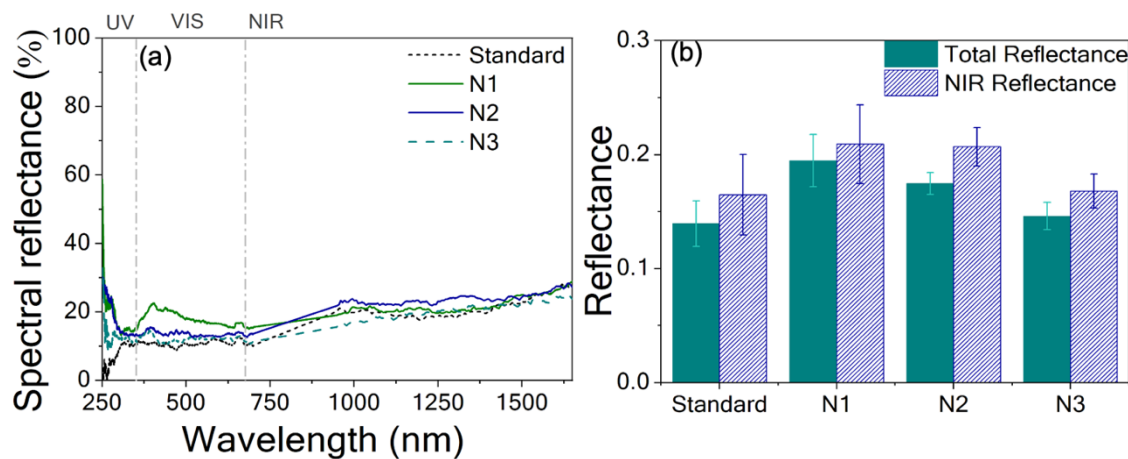 UV VIS NIR
(a)
Standard
N1
N2
N3
Spectral reflectance (%)
100
80
60
40
20
0
250 500 750 1000 1250 1500
Wavelength (nm)
(b)
Total Reflectance
NIR Reflectance
Reflectance
0.3
0.2
0.1
0.0
Standard N1 N2 N3